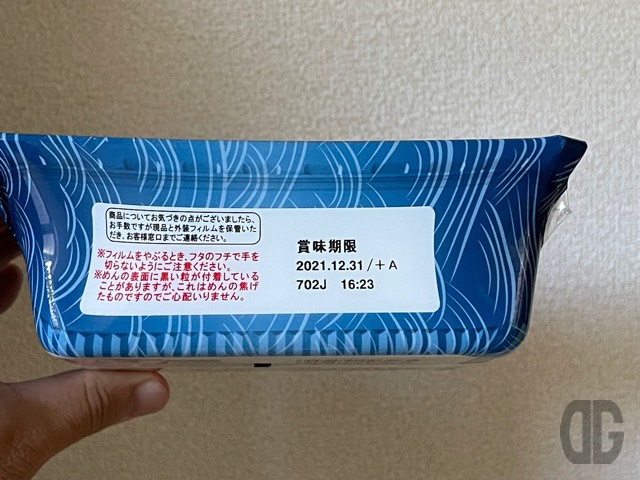 商品についてお気づきの点がございましたら、
お手数ですが現品と外装フィルムを保管いた
だき、お客様窓口までご連絡ください。
※フィルムをやぶるとき、フタのフチで手を
切らないようにご注意ください。
※めんの表面に黒い粒が付着している
ことがありますが、これはめんの焦げ
たものですのでご心配いりません。
賞味期限
2021.12.31/+A
702J 16:23
DG